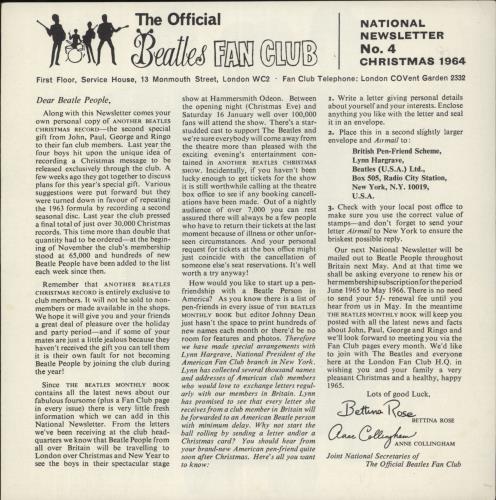 The Official
Beatles FAN CLUB
NATIONAL
NEWSLETTER
No. 4
CHRISTMAS 1964
First Floor, Service House, 13 Monmouth Street, London WC2 · Fan Club Telephone: London COVent Garden 2332
Dear Beatle People,
Along with this Newsletter comes your
own personal copy of ANOTHER BEATLES
CHRISTMAS RECORD—the second special
gift from John, Paul, George and Ringo
to their fan club members. Last year the
four boys hit upon the unique idea of
recording a Christmas message to be
released exclusively through the club. A
few weeks ago they got together to discuss
plans for this year's special gift. Various
suggestions were put forward but they
were turned down in favour of repeating
the 1963 formula by recording a second
seasonal disc. Last year the club pressed
a final total of just over 30,000 Christmas
records. This time more than double that
quantity had to be ordered—at the begin-
ning of November the club's membership
stood at 65,000 and hundreds of new
Beatle People have been added to the list
each week since then.
Remember that ANOTHER BEATLES
CHRISTMAS RECORD is entirely exclusive to
club members. It will not be sold to non-
members or made available in the shops.
We hope it will give you and your friends
a great deal of pleasure over the holiday
and party period—and if some of your
mates are just a little jealous because they
haven't received the gift you can tell them
it is their own fault for not becoming
Beatle People by joining the club during
the year!
Since THE BEATLES MONTHLY BOOK
contains all the latest news about our
fabulous foursome (plus a Fan Club page
in every issue) there is very little fresh
information which we can add in this
National Newsletter. From the letters
we've been receiving at the club head-
quarters we know that Beatle People from
all over Britain will be travelling to
London over Christmas and New Year to
see the boys in their spectacular stage
show at Hammersmith Odeon. Between
the opening night (Christmas Eve) and
Saturday 16 January well over 100,000
fans will attend the show. There's a star-
studded cast to support The Beatles and
we're sure everybody will come away from
the theatre more than pleased with the
exciting evening's entertainment con-
tained in ANOTHER BEATLES CHRISTMAS
SHOW. Incidentally, if you haven't been
lucky enough to get tickets for the show
it is still worthwhile calling at the theatre
box office to see if any booking cancella-
tions have been made. Out of a nightly
audience of over 7,000 you can rest
assured there will always be a few people
who have to return their tickets at the last
moment because of illness or other unfor-
seen circumstances. And your personal
request for tickets at the box office might
just coincide with the cancellation of
someone else's seat reservations. It's well
worth a try anyway!
How would you like to start up a pen-
friendship with a Beatle Person in
America? As you know there is a list of
pen-friends in every issue of THE BEATLES
MONTHLY BOOK but editor Johnny Dean
just hasn't the space to print hundreds of
new names each month or there'd be no
room for features and photos. Therefore
we have made special arrangements with
Lynn Hargrave, National President of the
American Fan Club branch in New York.
Lynn has collected several thousand names
and addresses of American club members
who would love to exchange letters regul-
arly with our members in Britain. Lynn
has promised to see that every letter she
receives from a club member in Britain will
be forwarded to an American Beatle person
with minimum delay. Why not start the
ball rolling by sending a letter and/or a
Christmas card? You should hear from
your brand-new American pen-friend quite
soon after Christmas. Here's all you want
to know:
1. Write a letter giving personal details
about yourself and your interests. Enclose
anything you like with the letter and seal
it in an envelope.
2. Place this in a second slightly larger
envelope and Airmail to:
British Pen-Friend Scheme,
Lynn Hargrave,
Beatles (U.S.A.) Ltd.,
Box 505, Radio City Station,
New York, N.Y. 10019,
U.S.A.
3. Check with your local post office to
make sure you use the correct value of
stamps—and don't forget to send your
letter Airmail to New York to ensure the
briskest possible reply.
Our next National Newsletter will be
mailed out to Beatle People throughout
Britain next May. And at that time we
shall be asking everyone to renew his or
her membership subscription for the period
June 1965 to May 1966. There is no need
to send your 5/- renewal fee until you
hear from us in May. In the meantime
THE BEATLES MONTHLY BOOK will keep you
posted with all the latest news and facts
about John, Paul, George and Ringo and
we'll look forward to meeting you via the
Fan Club pages every month. We'd like
to join with The Beatles and everyone
here at the London Fan Club H.Q. in
wishing you and your family a very
pleasant Christmas and a healthy, happy
1965.
Lots of good Luck,
Bettina Rose
BETTINA ROSE
Anne Collingham
ANNE COLLINGHAM
Joint National Secretaries of
The Official Beatles Fan Club